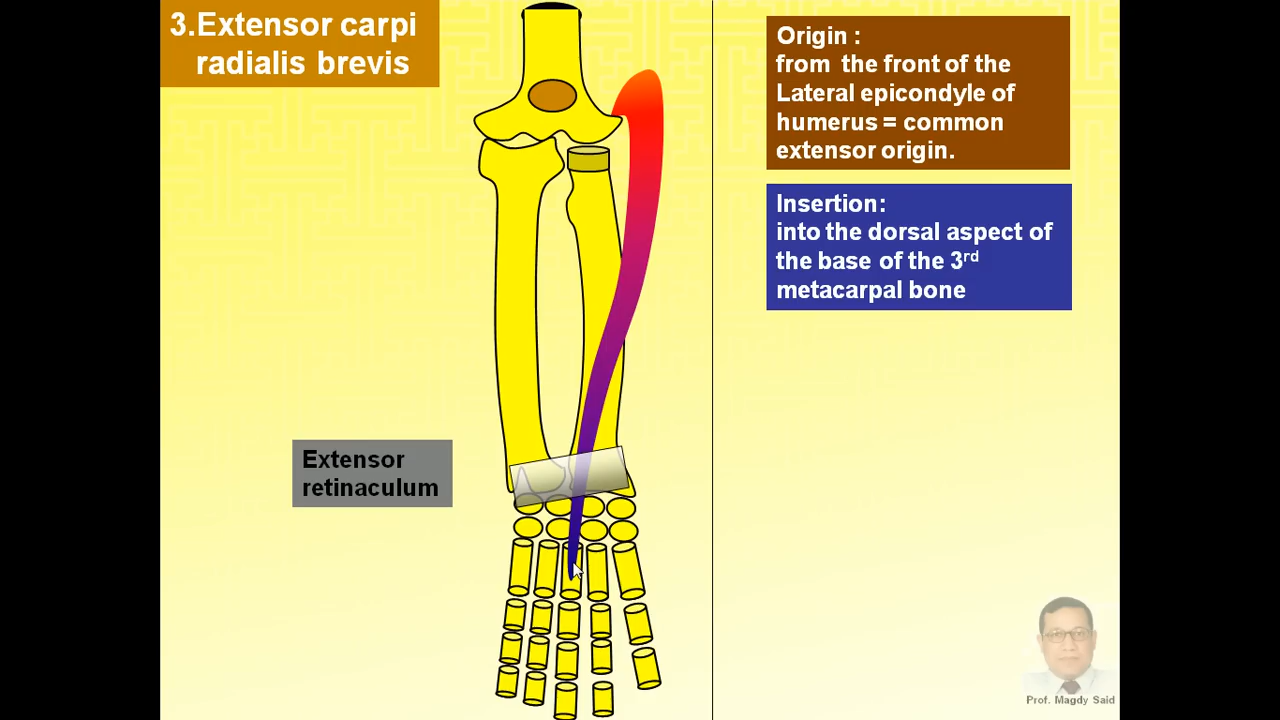 3.Extensor carpi
radialis brevis
Origin :
from the front of the
Lateral epicondyle of
humerus = common
extensor origin.
Insertion:
into the dorsal aspect of
the base of the 3rd
metacarpal bone
Extensor
retinaculum
Prof. Magdy Said